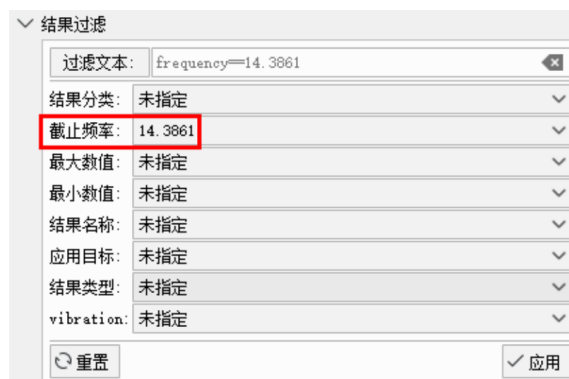 结果过滤
过滤文本: frequency==14.3861
结果分类: 未指定
截止频率: 14.3861
最大数值: 未指定
最小数值: 未指定
结果名称: 未指定
应用目标: 未指定
结果类型: 未指定
vibration: 未指定
重置 应用